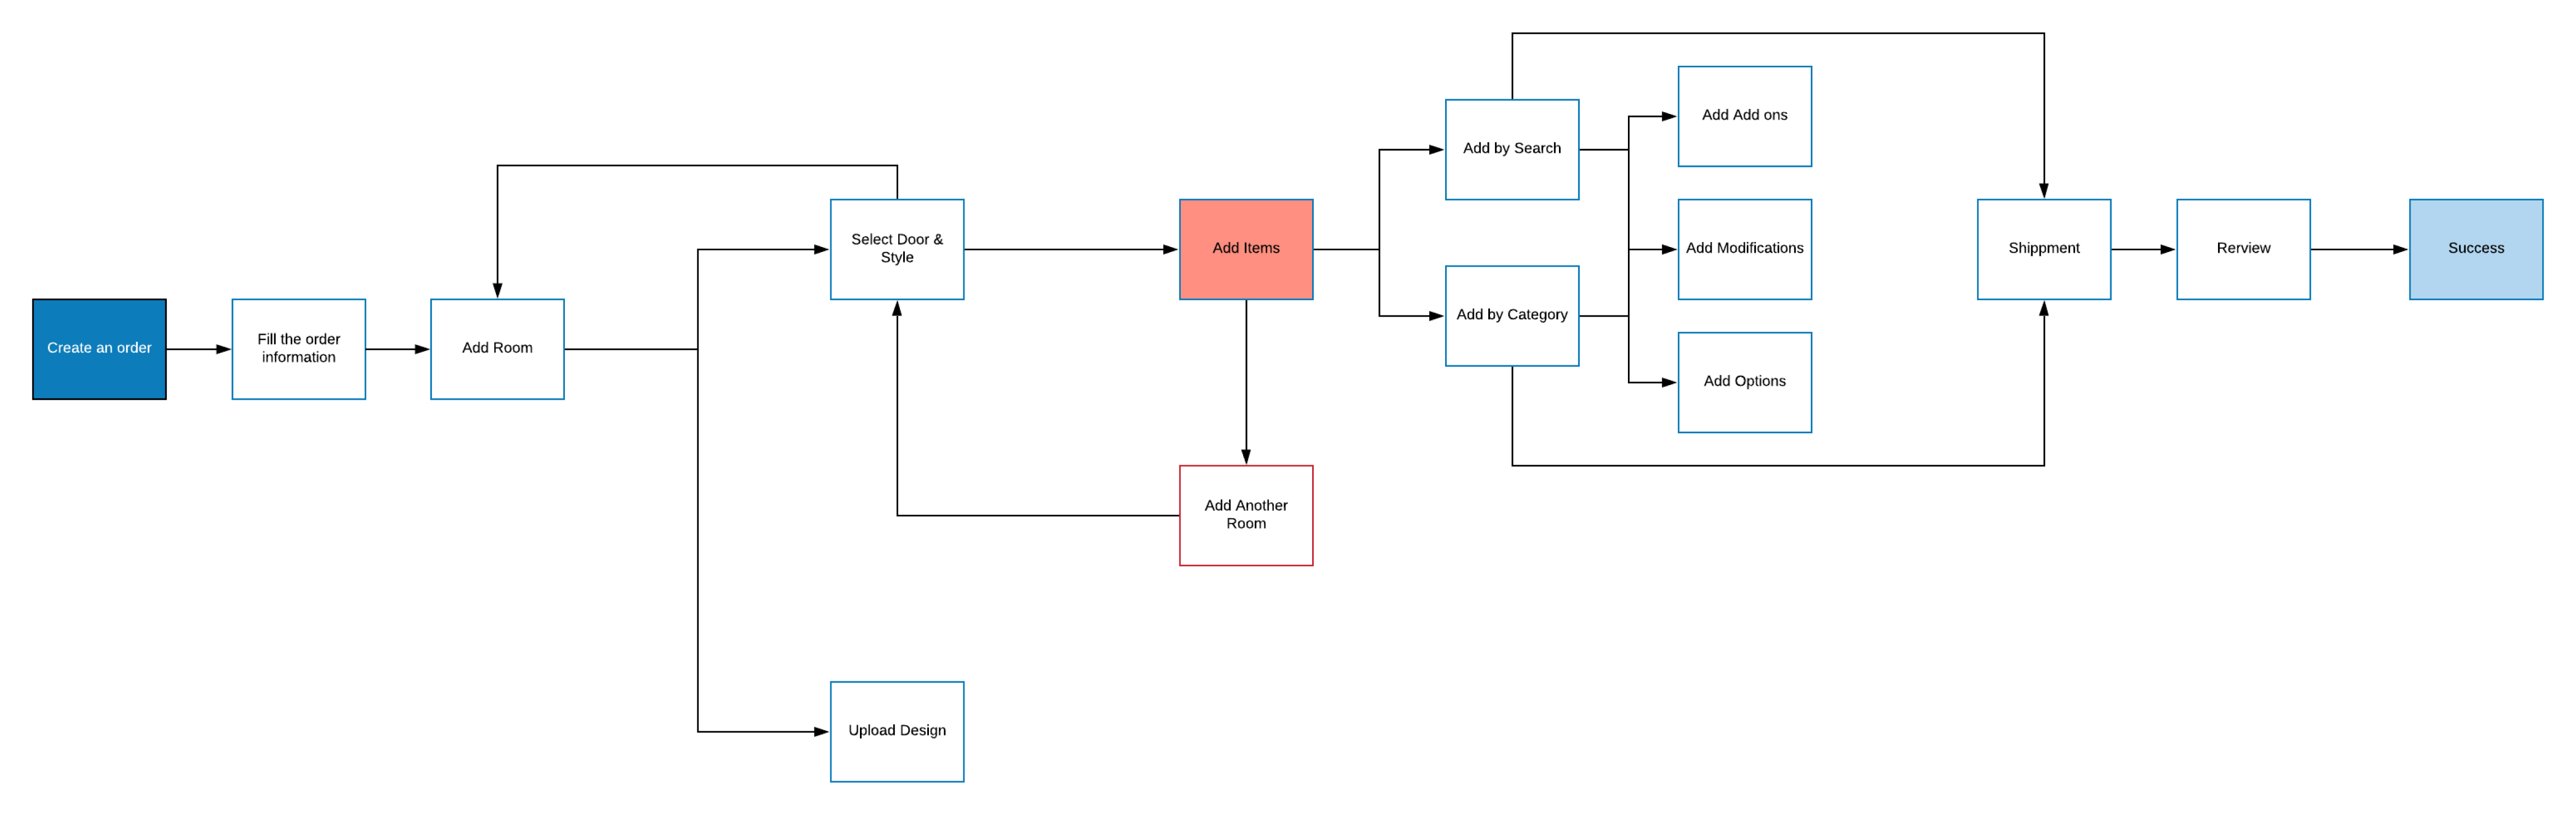 Create an order
Fill the order
information
Add Room
Select Door &
Style
Upload Design
Add Items
Add Another
Room
Add by Search
Add by Category
Add Add ons
Add Modifications
Add Options
Shippment
Rerview
Success